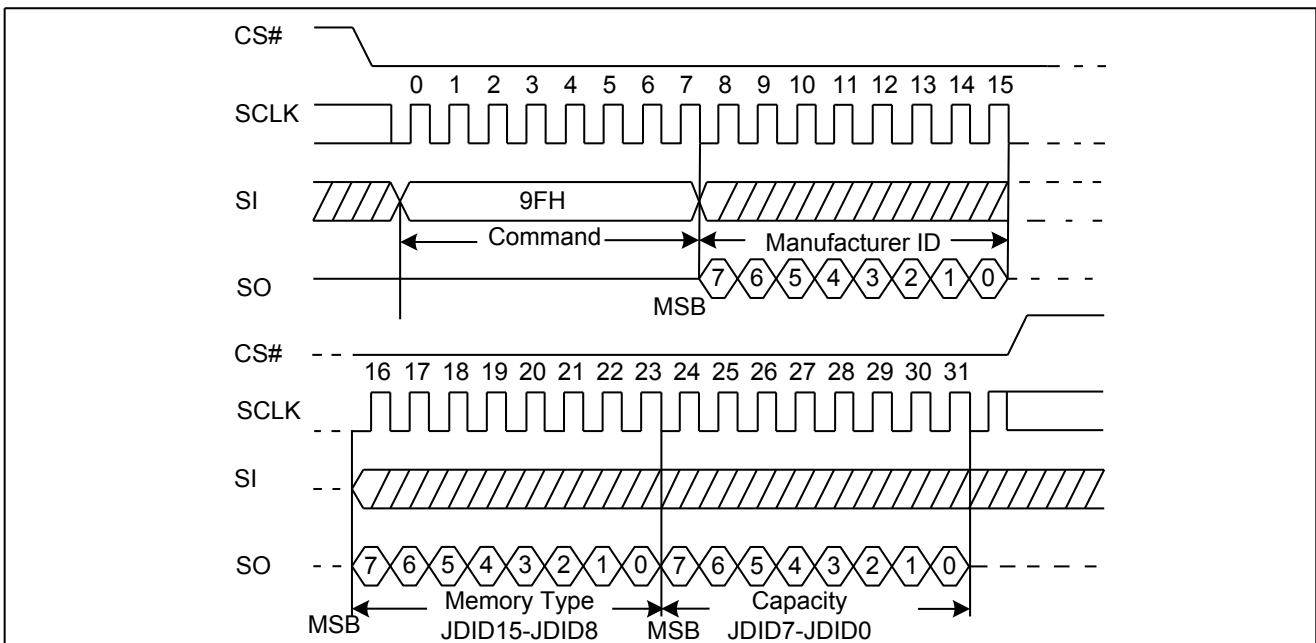 CS#
0 1 2 3 4 5 6 7 8 9 10 11 12 13 14 15
SCLK
SI 9FH
Command Manufacturer ID
SO 7 6 5 4 3 2 1 0
MSB
CS#
16 17 18 19 20 21 22 23 24 25 26 27 28 29 30 31
SCLK
SI
SO 7 6 5 4 3 2 1 0 7 6 5 4 3 2 1 0
Memory Type Capacity
MSB JDID15-JDID8 MSB JDID7-JDID0